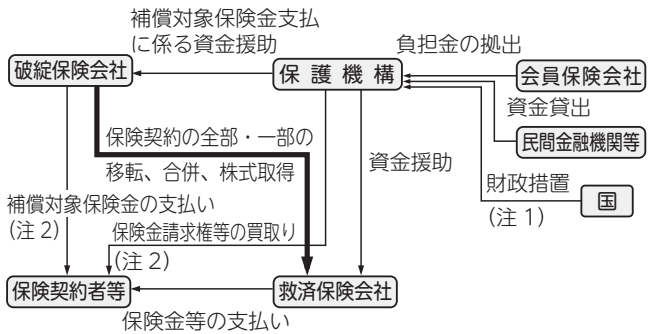 補償対象保険金支払
に係る資金援助
負担金の拠出
破綻保険会社
保護機構
会員保険会社
資金貸出
保険契約の全部・一部の
移転、合併、株式取得
民間金融機関等
資金援助
財政措置
(注1)
国
補償対象保険金の支払い
(注2)
保険金請求権等の買取り
(注2)
保険契約者等
救済保険会社
保険金等の支払い